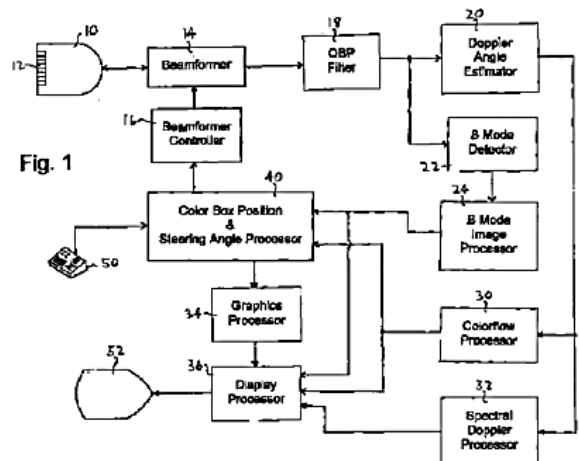 10
12
14
Beamformer
18
QBP
Filter
20
Doppler
Angle
Estimator
16
Beamformer
Controller
Fig. 1
B Mode
Detector
22
40
Color Box Position
&
Steering Angle Processor
24
B Mode
Image
Processor
50
34
Graphics
Processor
30
Colorflow
Processor
52
36
Display
Processor
32
Spectral
Doppler
Processor